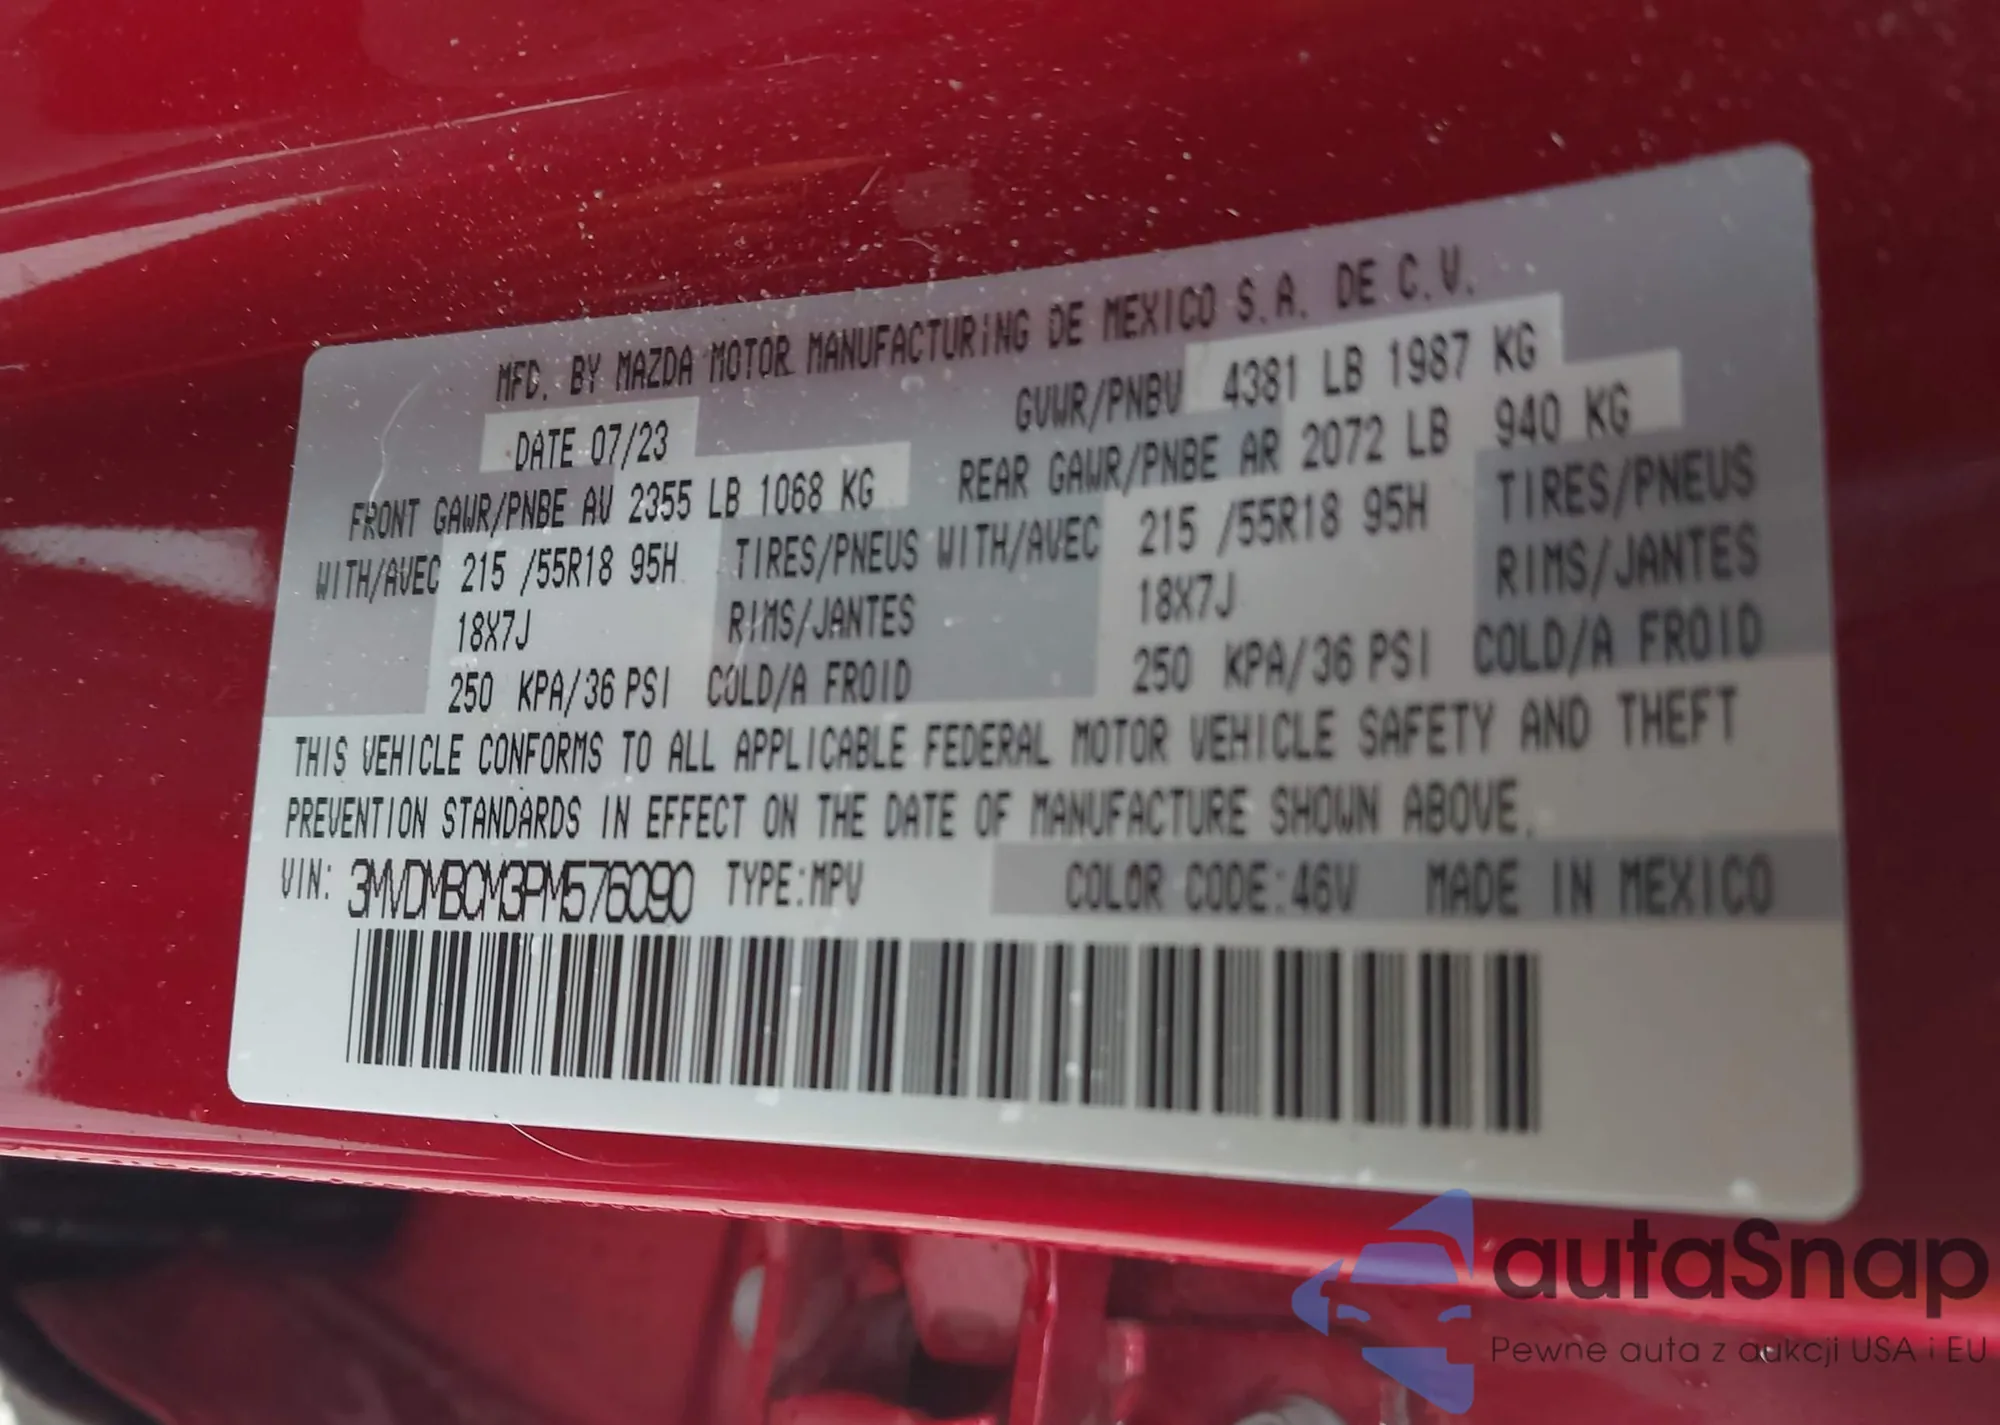 MFD. BY MAZDA MOTOR MANUFACTURING DE MEXICO S.A. DE C.V.
DATE 07/23 GVWR/PNBV 4381 LB 1987 KG
FRONT GAWR/PNBE AV 2355 LB 1068 KG REAR GAWR/PNBE AR 2072 LB 940 KG
WITH/AVEC 215 /55R18 95H TIRES/PNEUS WITH/AVEC 215 /55R18 95H TIRES/PNEUS
18X7J RIMS/JANTES 18X7J RIMS/JANTES
250 KPA/36 PSI COLD/A FROID 250 KPA/36 PSI COLD/A FROID
THIS VEHICLE CONFORMS TO ALL APPLICABLE FEDERAL MOTOR VEHICLE SAFETY AND THEFT
PREVENTION STANDARDS IN EFFECT ON THE DATE OF MANUFACTURE SHOWN ABOVE.
VIN: 3MVDMBCM3PM576090 TYPE:MPV COLOR CODE:46V MADE IN MEXICO
autaSnap
Pewne auta z aukcji USA i EU